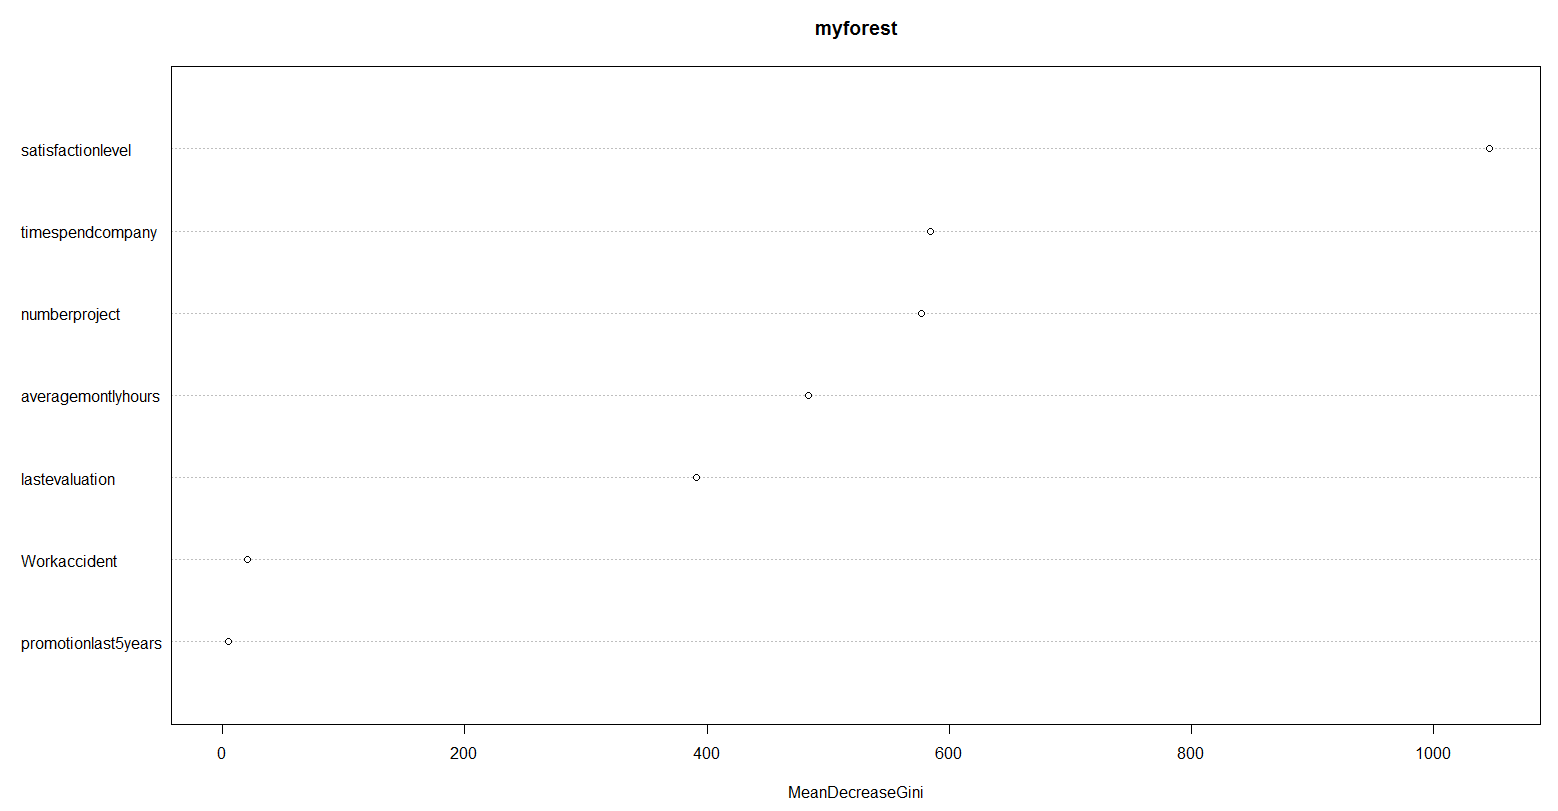 myforest
satisfactionlevel
timespendcompany
numberproject
averagemontlyhours
lastevaluation
Workaccident
promotionlast5years
0 200 400 600 800 1000
MeanDecreaseGini